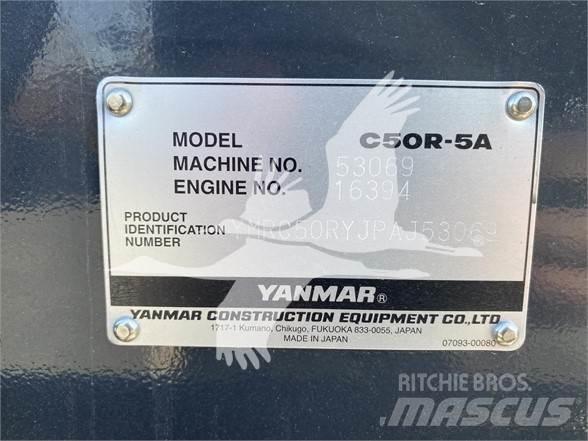 MODEL C50R-5A
MACHINE NO. 53069
ENGINE NO. 16394
PRODUCT
IDENTIFICATION YMRC50RYJPAJ53069
NUMBER
YANMAR®
YANMAR CONSTRUCTION EQUIPMENT CO.,LTD.
1717-1 Kumano, Chikugo, FUKUOKA 833-0055, JAPAN
MADE IN JAPAN
07093-00080
RITCHIE BROS.
MASCUS